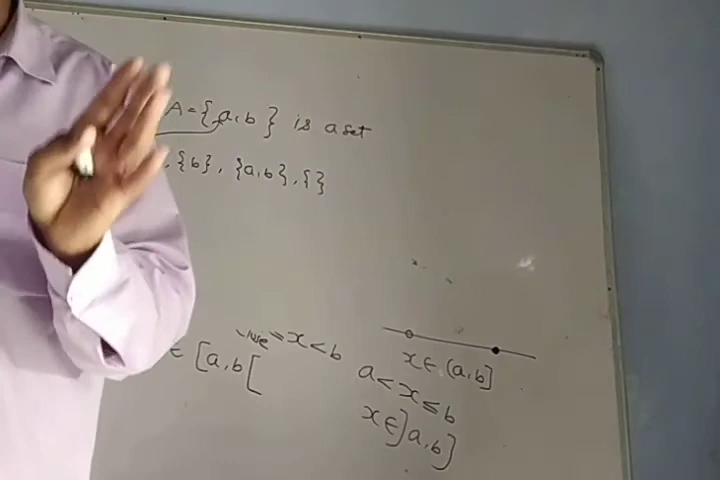 A = {a, b} is a set
, {b}, {a, b}, { }
= x < b
∈ [a, b[
x ∈ (a, b]
a < x ≤ b
x ∈ ]a, b]